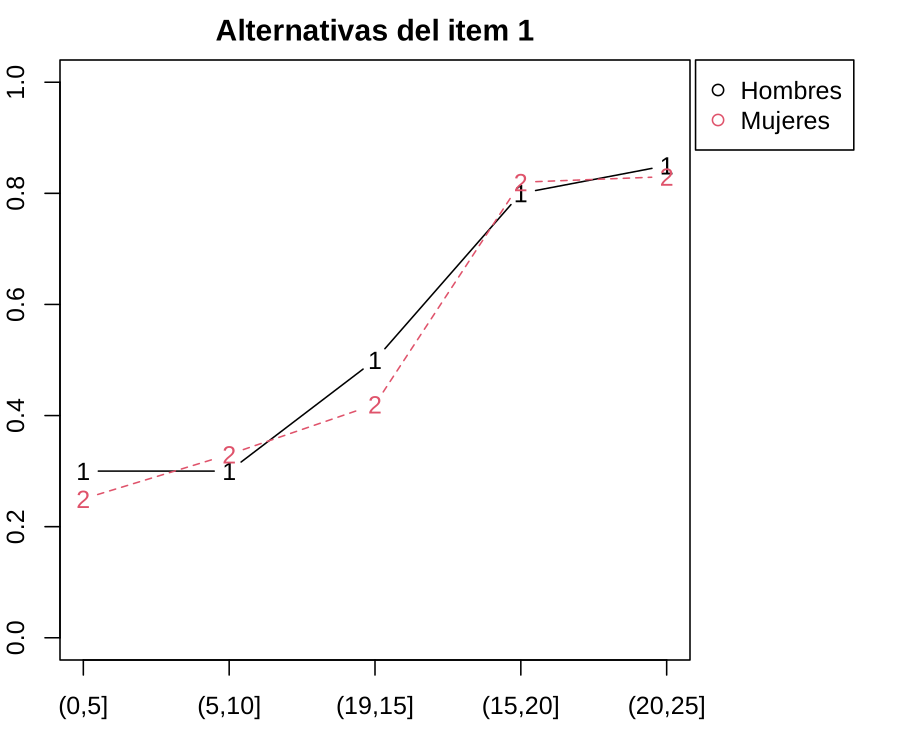 Alternativas del item 1
1.0
0.8
0.6
0.4
0.2
0.0
1 1 1 1 1
2 2 2 2 2
(0,5] (5,10] (19,15] (15,20] (20,25]
Hombres
Mujeres